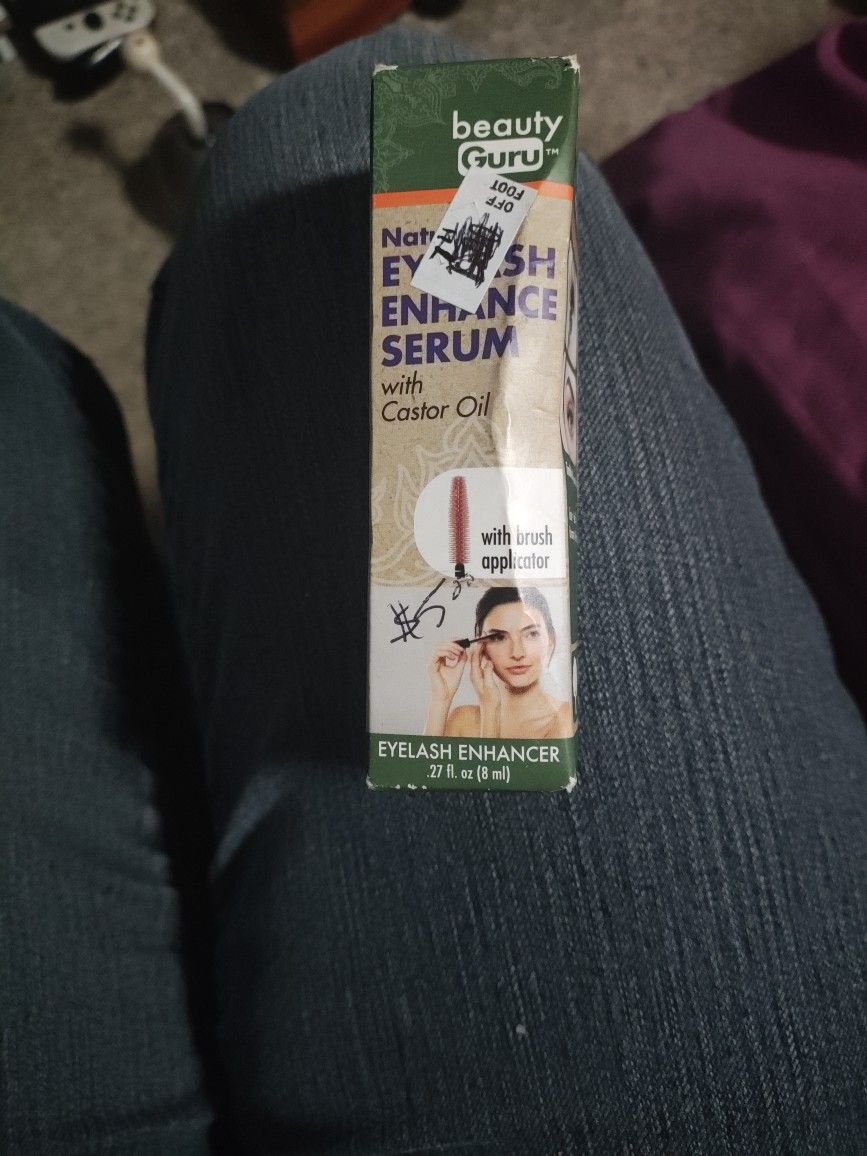 beauty
Guru™
OFF
FOOT
ENHANCE
SERUM
with
Castor Oil
with brush
applicator
$5
EYELASH ENHANCER
.27 fl. oz (8 ml)